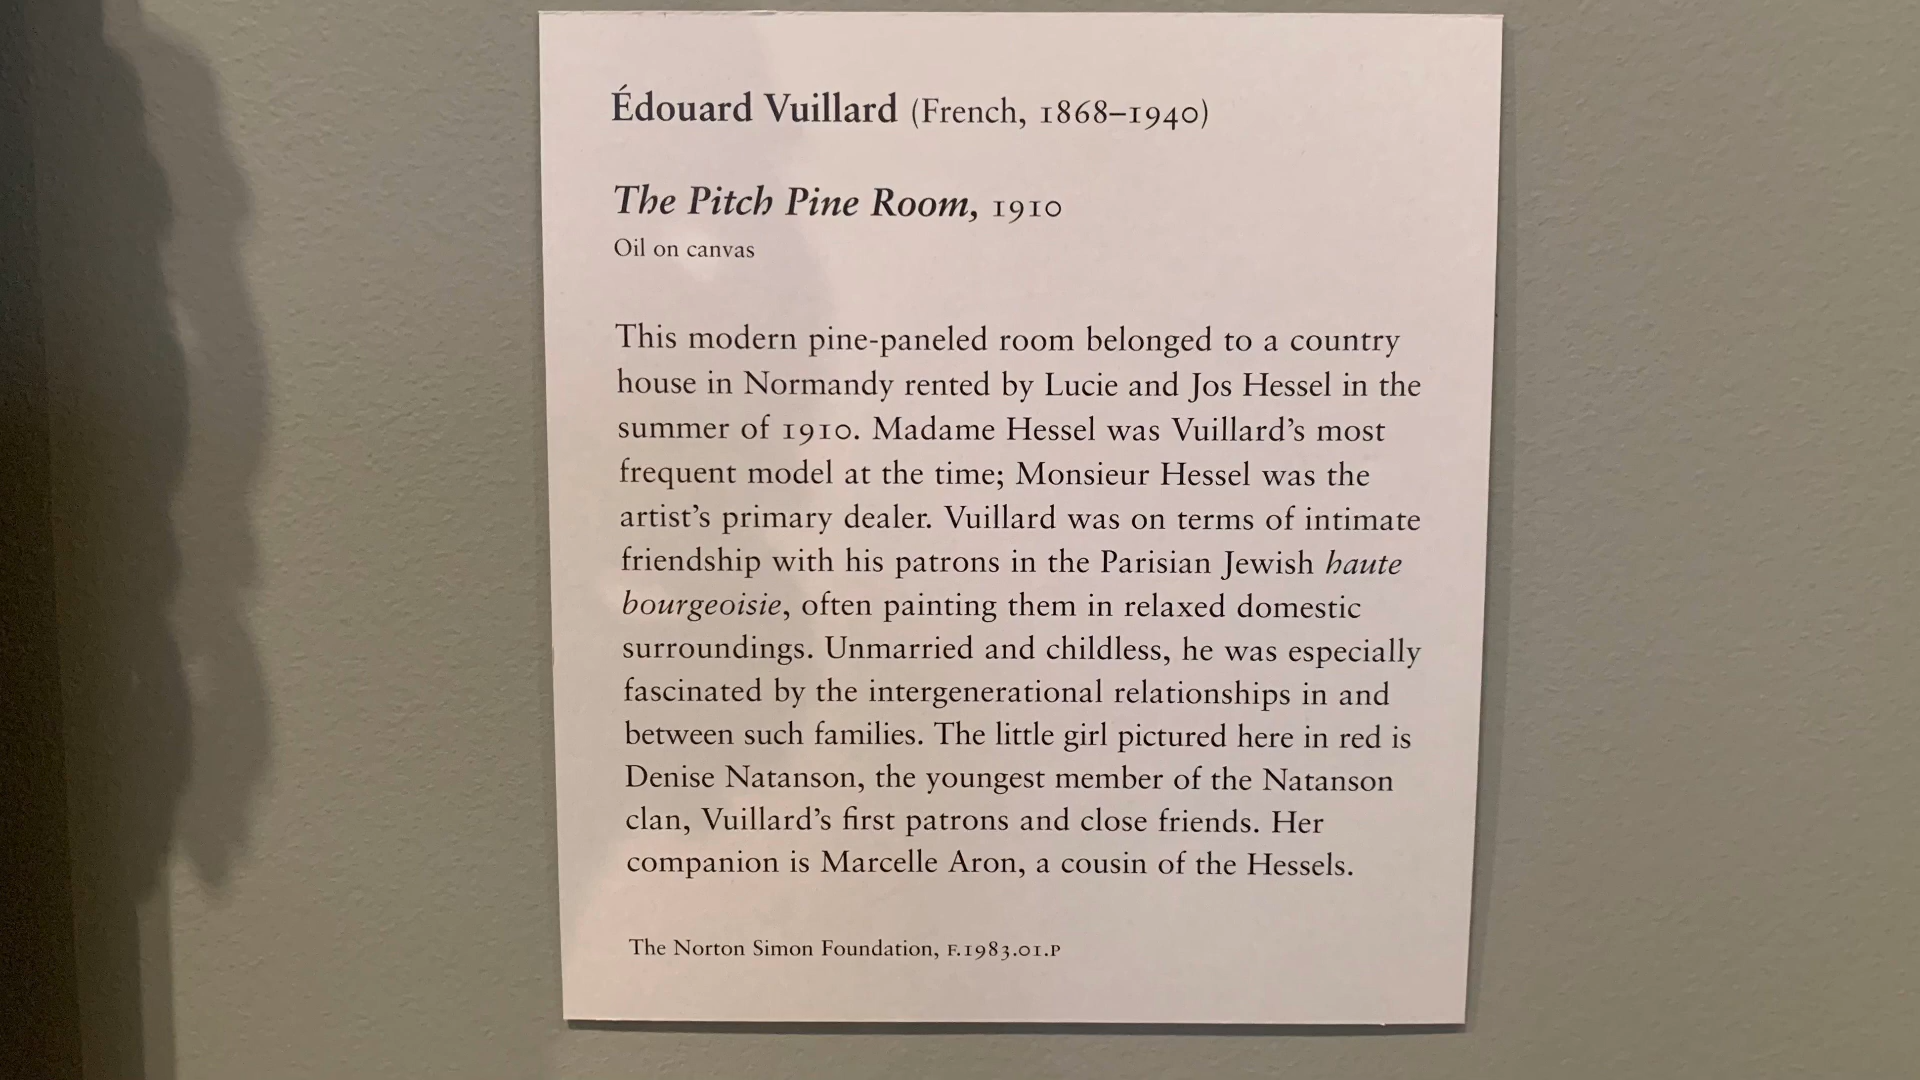 Édouard Vuillard (French, 1868–1940)
The Pitch Pine Room, 1910
Oil on canvas
This modern pine-paneled room belonged to a country
house in Normandy rented by Lucie and Jos Hessel in the
summer of 1910. Madame Hessel was Vuillard’s most
frequent model at the time; Monsieur Hessel was the
artist’s primary dealer. Vuillard was on terms of intimate
friendship with his patrons in the Parisian Jewish haute
bourgeoisie, often painting them in relaxed domestic
surroundings. Unmarried and childless, he was especially
fascinated by the intergenerational relationships in and
between such families. The little girl pictured here in red is
Denise Natanson, the youngest member of the Natanson
clan, Vuillard’s first patrons and close friends. Her
companion is Marcelle Aron, a cousin of the Hessels.
The Norton Simon Foundation, F.1983.01.P